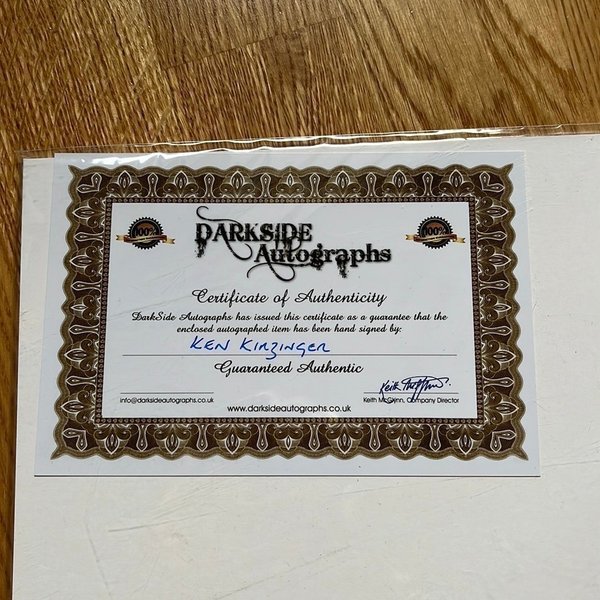 100% 100%
DARKSIDE
Autographs
Certificate of Authenticity
DarkSide Autographs has issued this certificate as a guarantee that the
enclosed autographed item has been hand signed by:
KEN KIRZINGER
Guaranteed Authentic
info@darksideautographs.co.uk
Keith McGlynn, Company Director
www.darksideautographs.co.uk